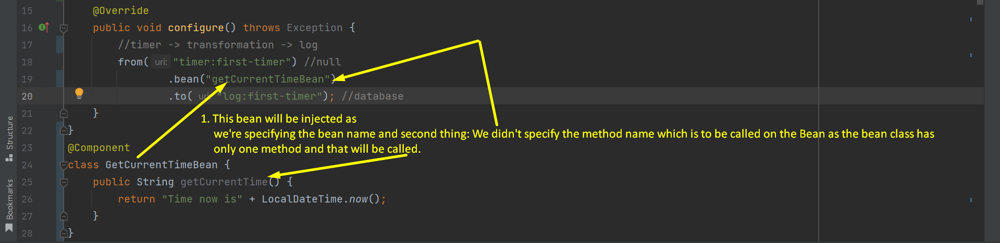 15 @Override
16 public void configure() throws Exception {
17 //timer -> transformation -> log
18 from( uri: "timer:first-timer") //null
19 .bean("getCurrentTimeBean")
20 .to( uri: "log:first-timer"); //database
21 }
1. This bean will be injected as
22 }
we're specifying the bean name and second thing: We didn't specify the method name which is to be called on the Bean as the bean class has
23 @Component
only one method and that will be called.
24 class GetCurrentTimeBean {
25 public String getCurrentTime() {
26 return "Time now is" + LocalDateTime.now();
27 }
28 }
Structure
Bookmarks